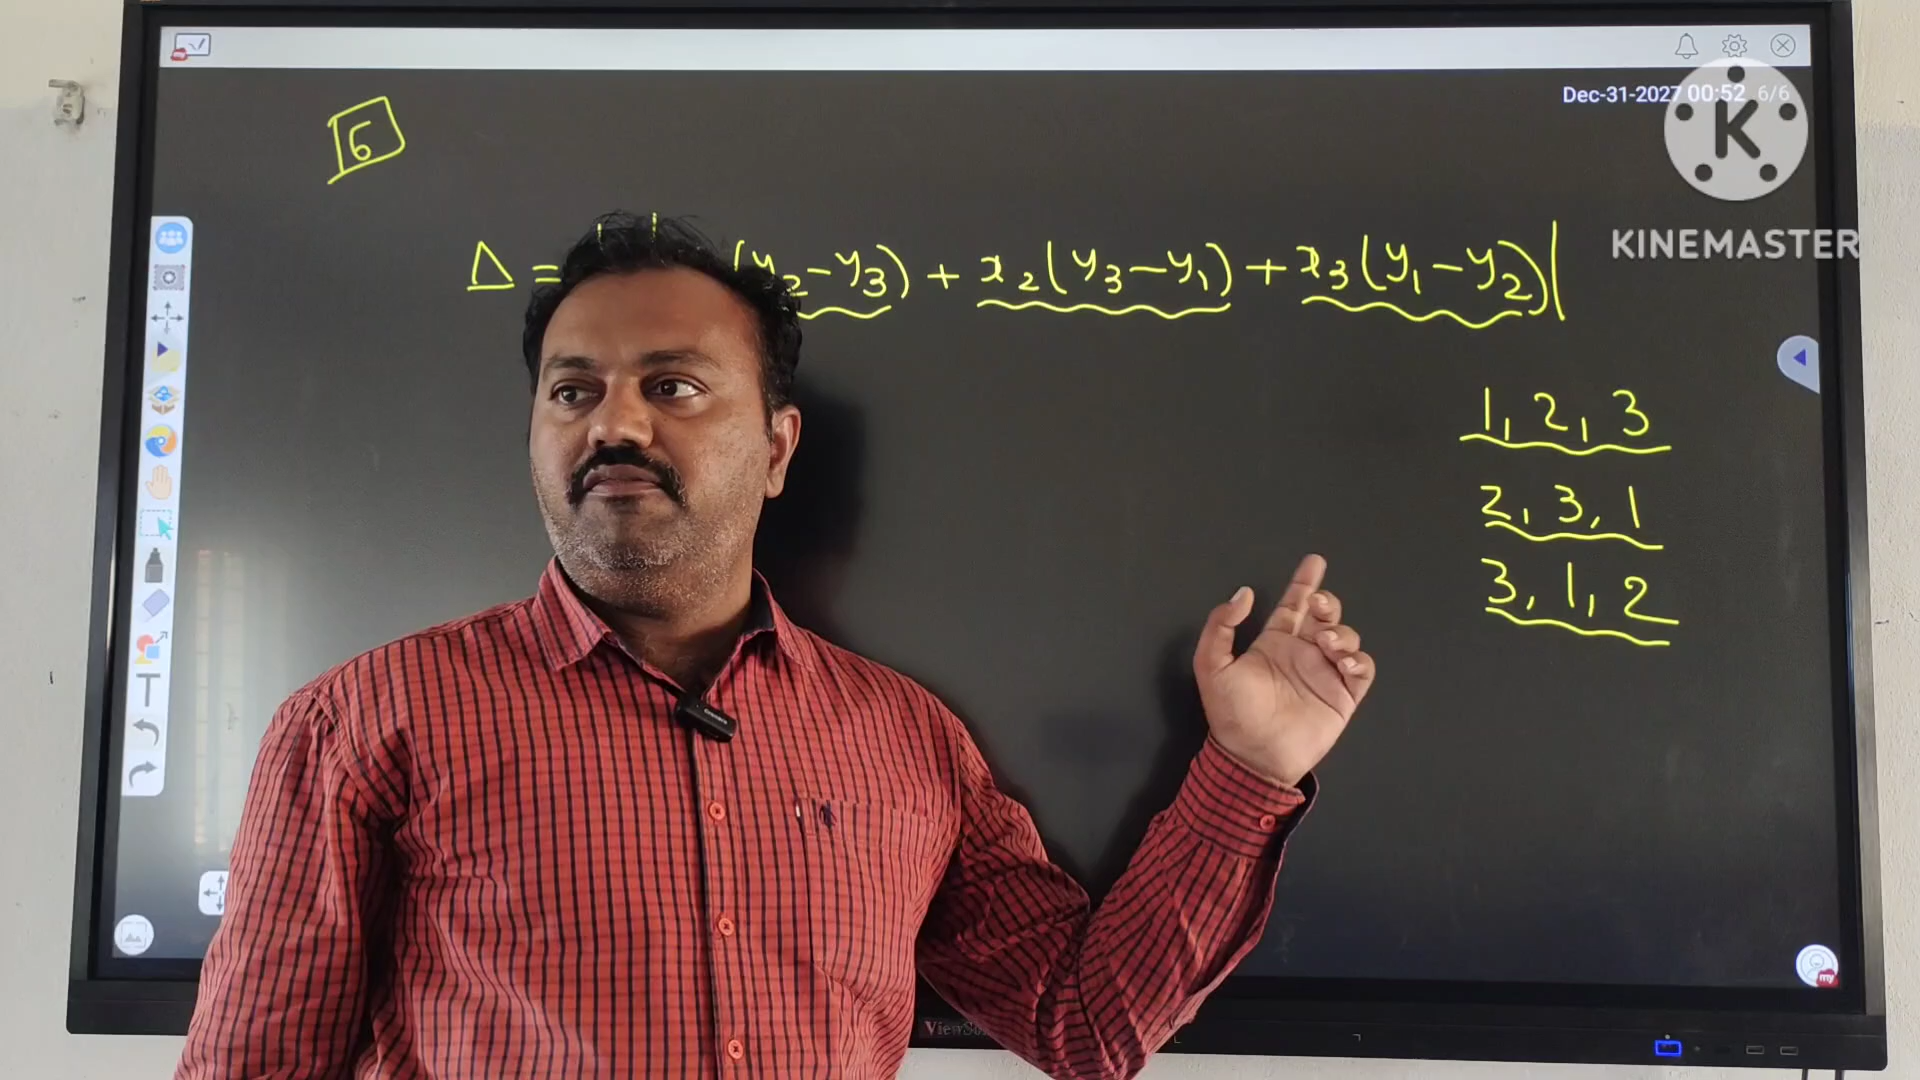 Dec-31-2027 00:52 6/6
K
KINEMASTER
6
Δ = (y₂-y₃) + x₂(y₃-y₁) + x₃(y₁-y₂)|
1, 2, 3
2, 3, 1
3, 1, 2
T
my